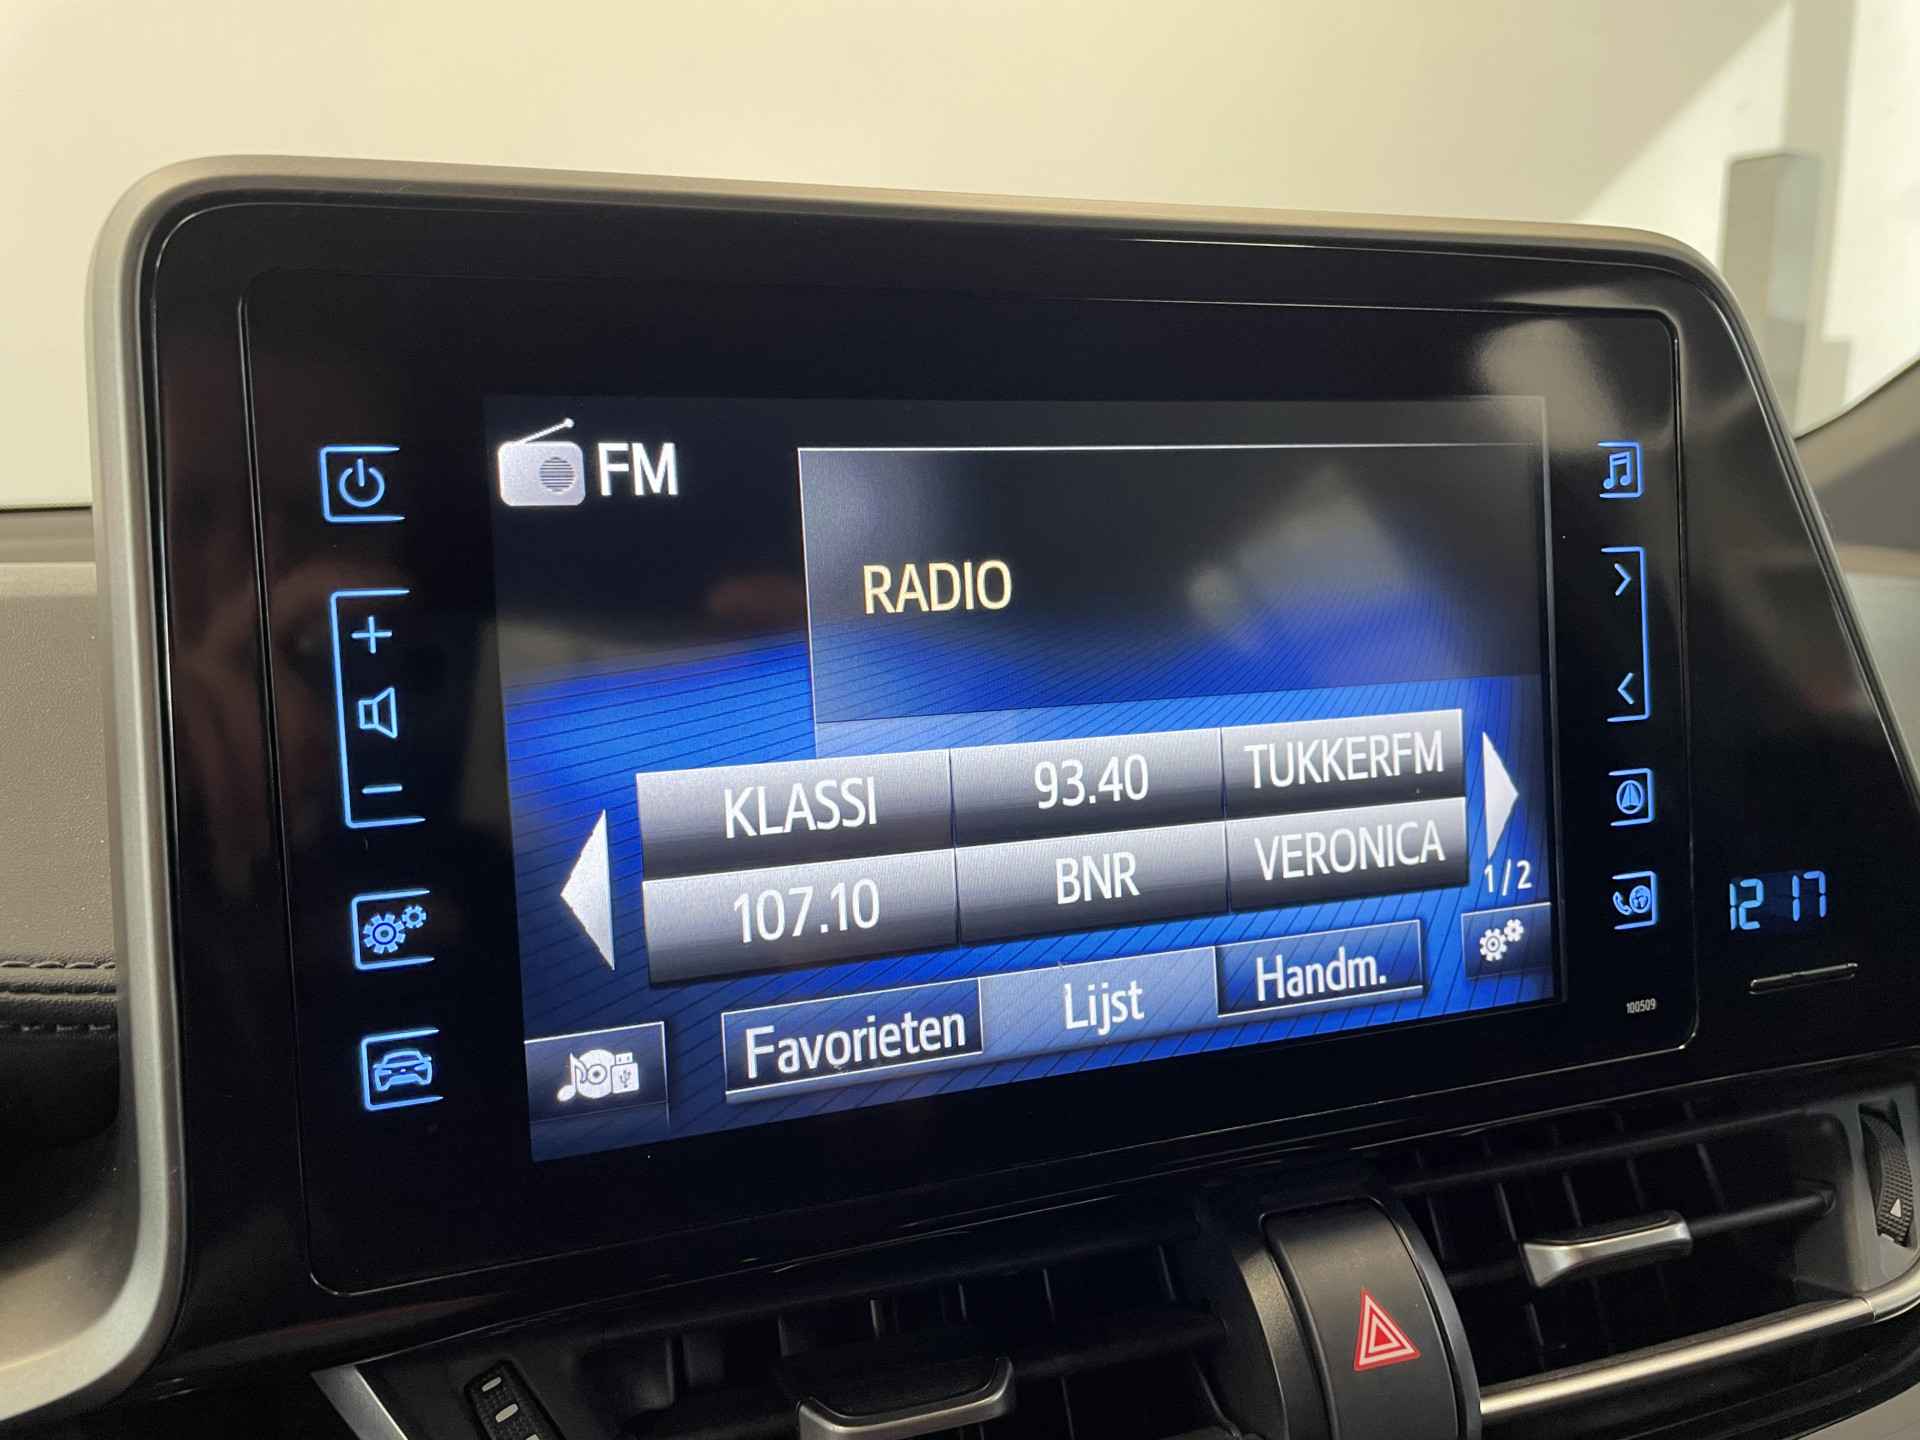 FM
RADIO
KLASSI 93.40 TUKKERFM
107.10 BNR VERONICA
1/2
Favorieten Lijst Handm.
12 17
100509